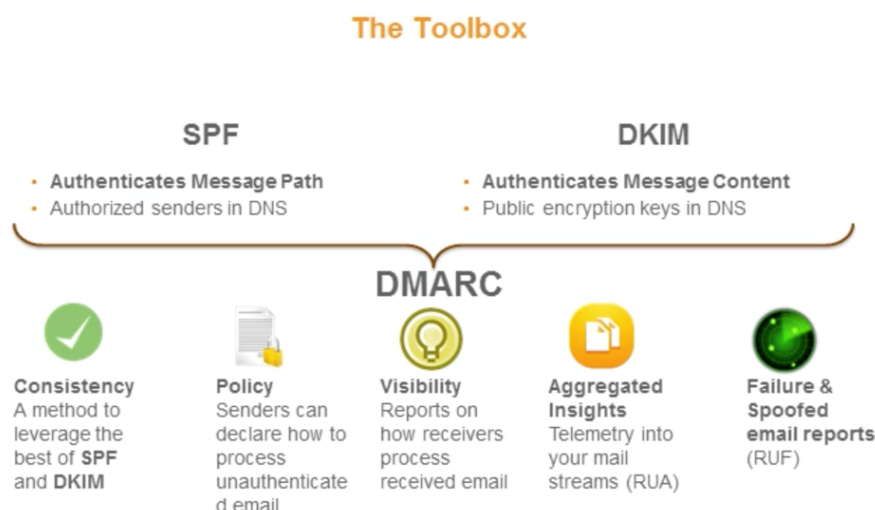 The Toolbox
SPF
• Authenticates Message Path
• Authorized senders in DNS
DKIM
• Authenticates Message Content
• Public encryption keys in DNS
DMARC
Consistency
A method to
leverage the
best of SPF
and DKIM
Policy
Senders can
declare how to
process
unauthenticate
d email
Visibility
Reports on
how receivers
process
received email
Aggregated
Insights
Telemetry into
your mail
streams (RUA)
Failure &
Spoofed
email reports
(RUF)